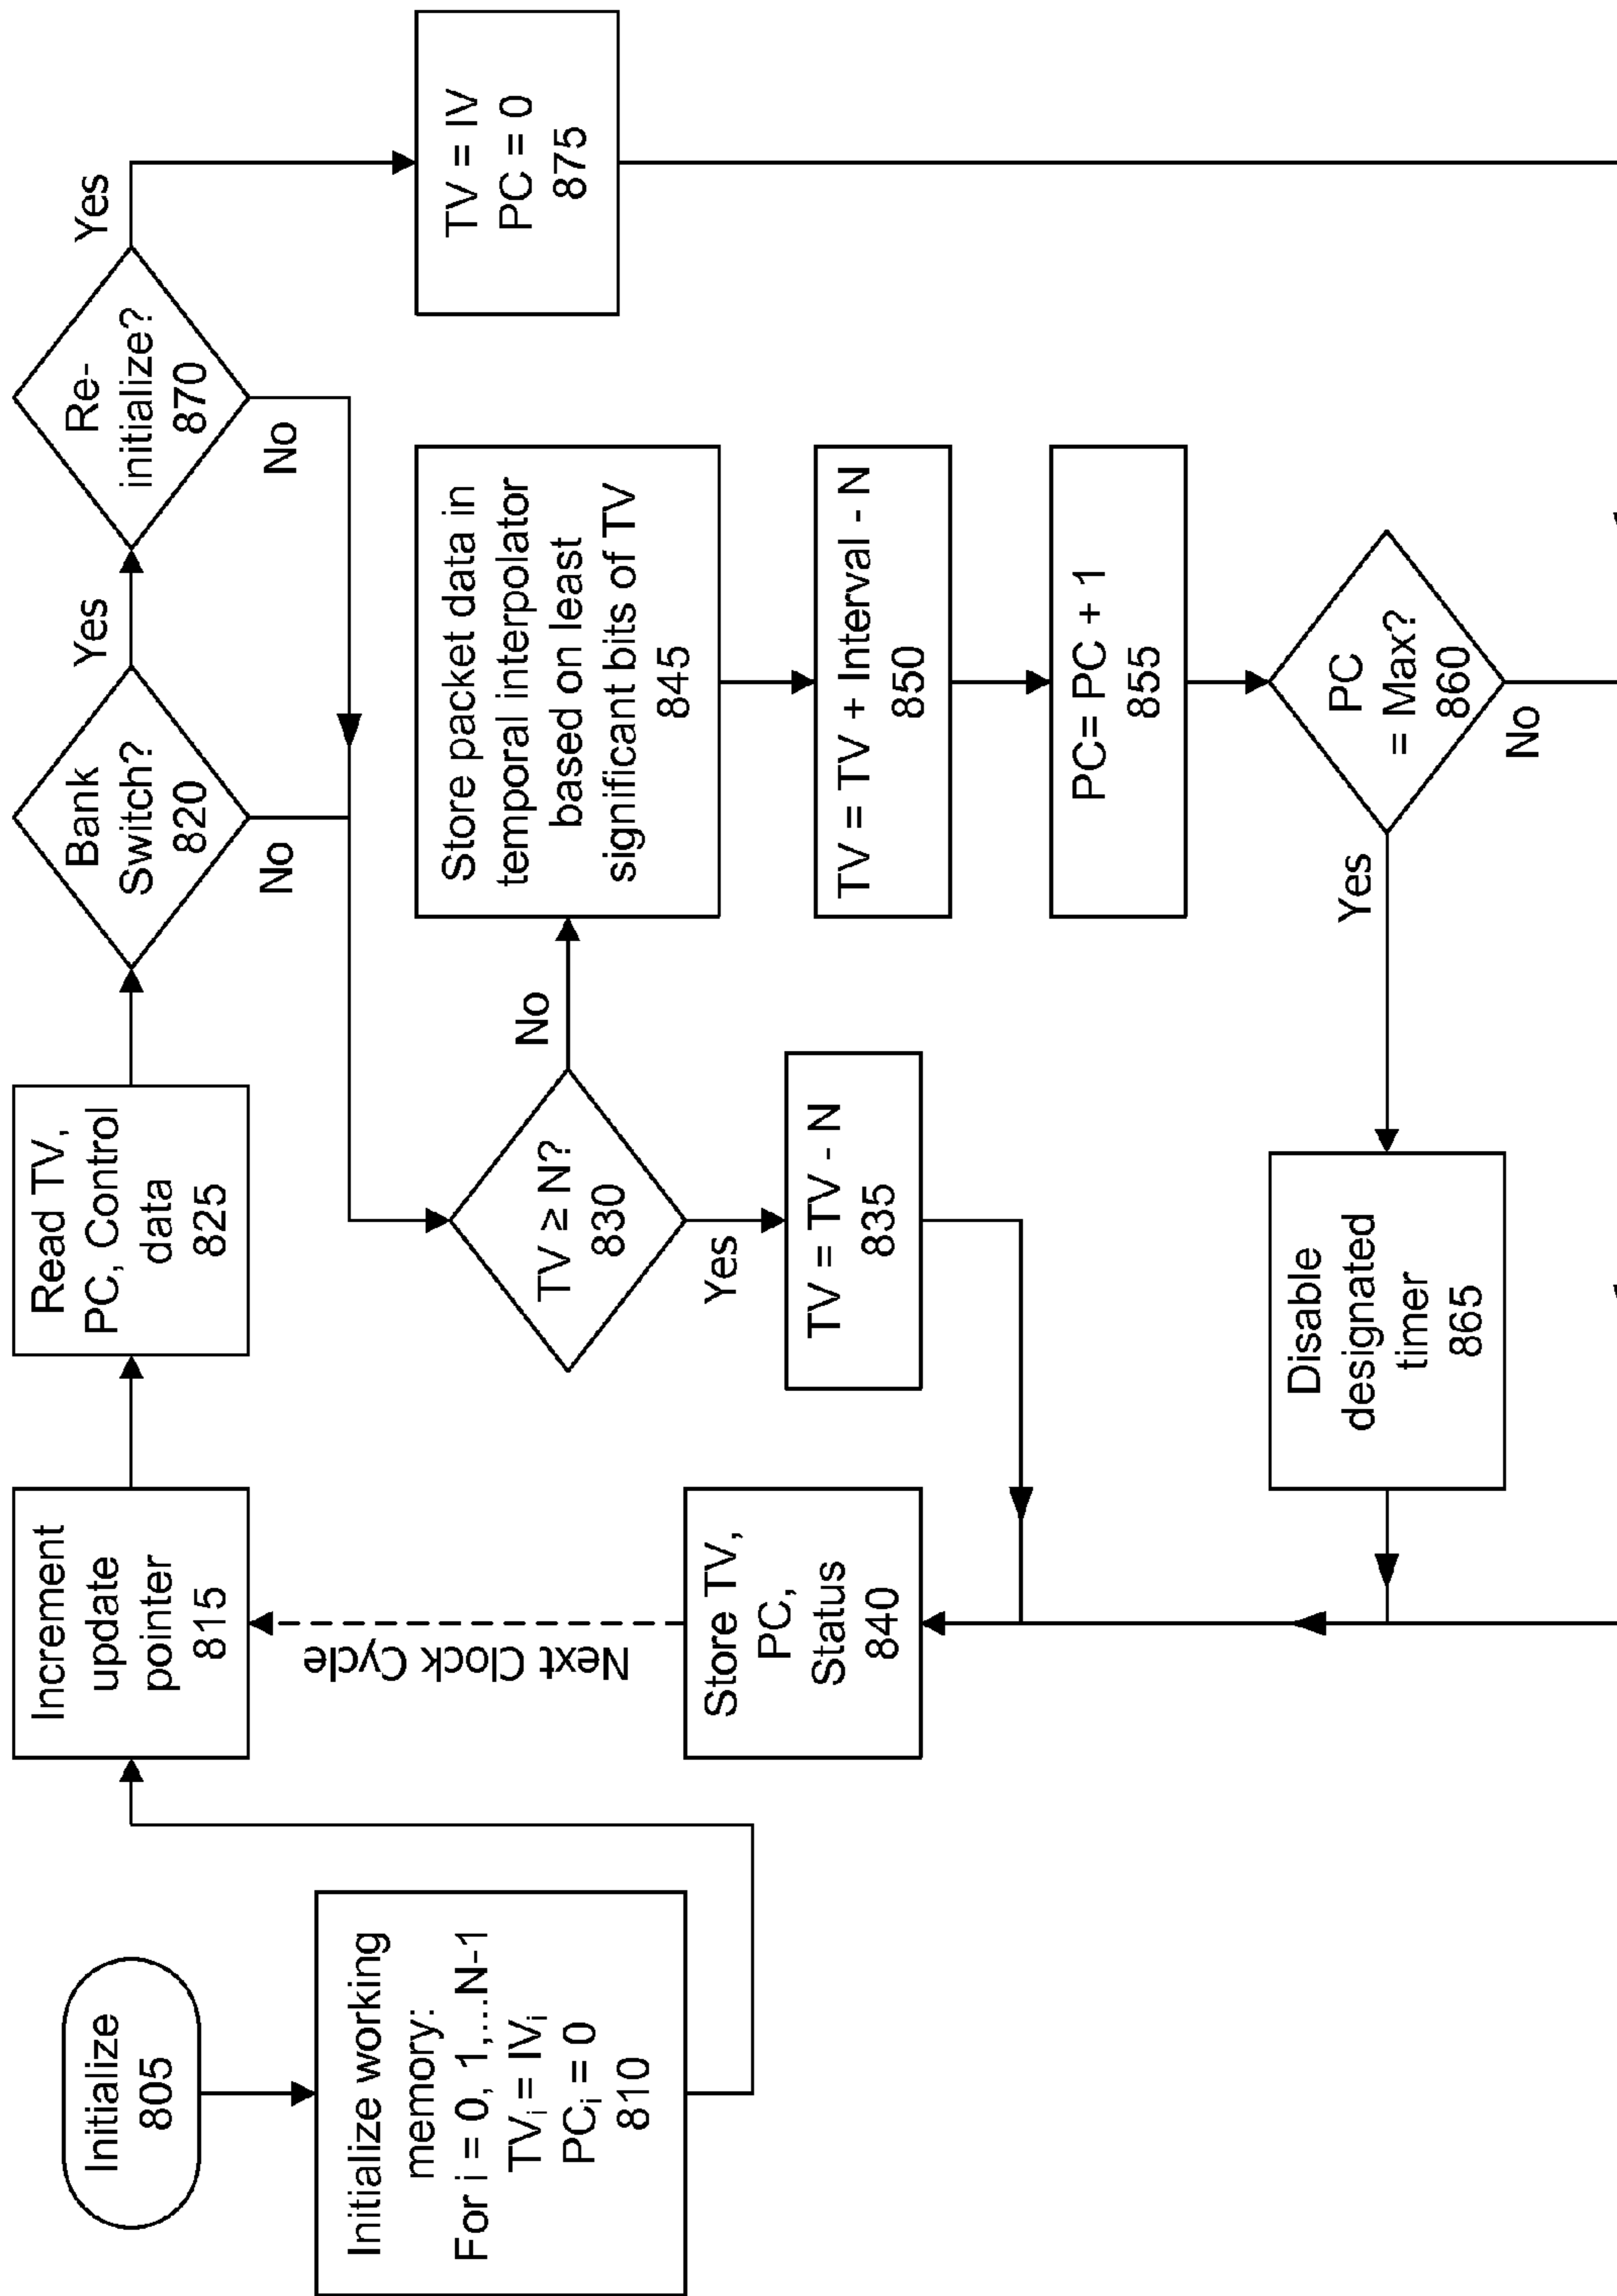 Initialize
805
Initialize working
memory:
For i = 0, 1,...N-1
TVi = IVi
PCi = 0
810
Increment
update
pointer
815
Next Clock Cycle
Read TV,
PC, Control
data
825
Bank
Switch?
820
Yes
No
Re-
initialize?
870
Yes
No
TV = IV
PC = 0
875
TV ≥ N?
830
No
Yes
TV = TV - N
835
Store TV,
PC,
Status
840
Store packet data in
temporal interpolator
based on least
significant bits of TV
845
TV = TV + Interval - N
850
PC= PC + 1
855
PC
= Max?
860
Yes
No
Disable
designated
timer
865